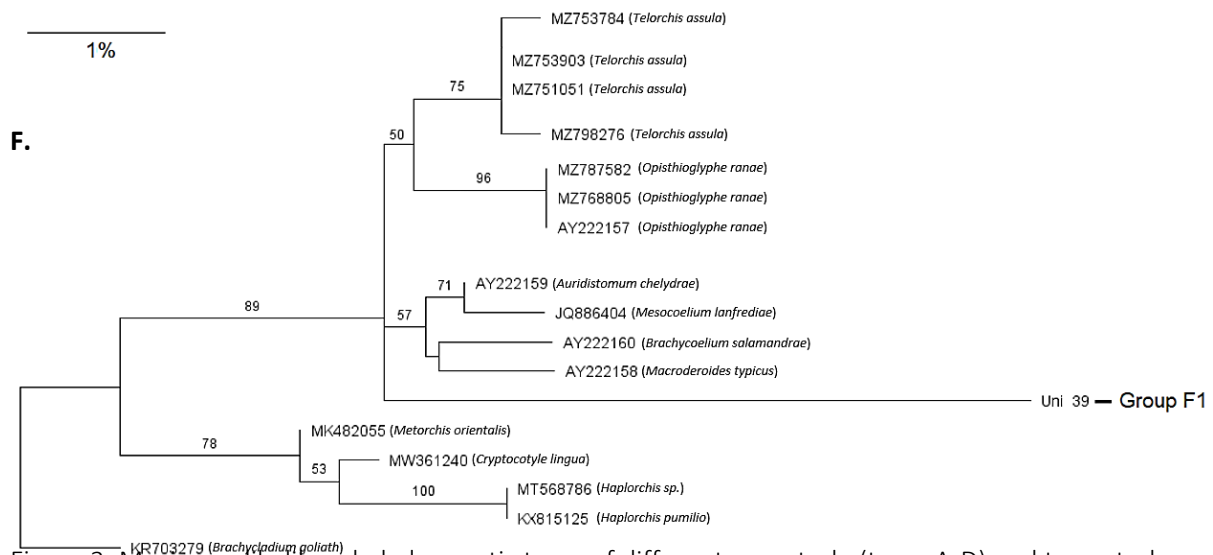 1%
F.
MZ753784 (Telorchis assula)
MZ753903 (Telorchis assula)
75
MZ751051 (Telorchis assula)
50
MZ798276 (Telorchis assula)
MZ787582 (Opisthioglyphe ranae)
96
MZ768805 (Opisthioglyphe ranae)
AY222157 (Opisthioglyphe ranae)
89
71
AY222159 (Auridistomum chelydrae)
57
JQ886404 (Mesocoelium lanfrediae)
AY222160 (Brachycoelium salamandrae)
AY222158 (Macroderoides typicus)
Uni 39 Group F1
MK482055 (Metorchis orientalis)
78
53
MW361240 (Cryptocotyle lingua)
100
MT568786 (Haplorchis sp.)
KX815125 (Haplorchis pumilio)
KR703279 (Brachycladium goliath)
of different